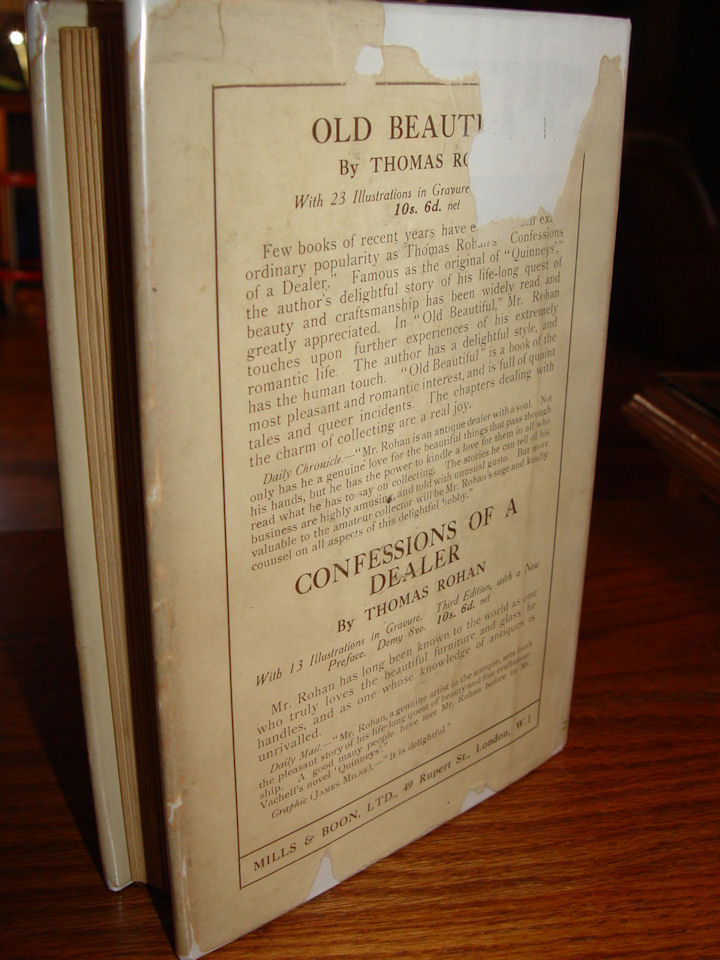 OLD BEAUTI
By THOMAS RO
With 23 Illustrations in Gravure
10s. 6d. net
Few books of recent years have e ex-
ordinary popularity as Thomas Rohan's "Confessions
of a Dealer." Famous as the original of "Quinneys',"
the author's delightful story of his life-long quest of
beauty and craftsmanship has been widely read and
greatly appreciated. In "Old Beautiful," Mr. Rohan
touches upon further experiences of his extremely
romantic life. The author has a delightful style, and
has the human touch. "Old Beautiful" is a book of the
most pleasant and romantic interest, and is full of quaint
tales and queer incidents. The chapters dealing with
the charm of collecting are a real joy.
Daily Chronicle.—"Mr. Rohan is an antique dealer with a soul. Not
only has he a genuine love for the beautiful things that pass through
his hands, but he has the power to kindle a love for them in all who
read what he has to say on collecting. The stories he can tell of his
business are highly amusing, and told with unusual gusto. But more
valuable to the amateur collector will be Mr. Rohan's sage and kindly
counsel on all aspects of this delightful hobby."
CONFESSIONS OF A
DEALER
By THOMAS ROHAN
With 13 Illustrations in Gravure. Third Edition, with a New
Preface. Demy 8vo. 10s. 6d. net
Mr. Rohan has long been known to the world as one
who truly loves the beautiful furniture and glass he
handles, and as one whose knowledge of antiques is
unrivalled.
Daily Mail.—"Mr. Rohan, a genuine artist in the antique, sets forth
the pleasant story of his life-long quest of beauty and fine craftsman-
ship. A good many people have met Mr. Rohan before in Mr.
Vachell's novel 'Quinneys'."
Graphic (JAMES MILNE).—"It is delightful."
MILLS & BOON, LTD., 49 Rupert St., London, W.1